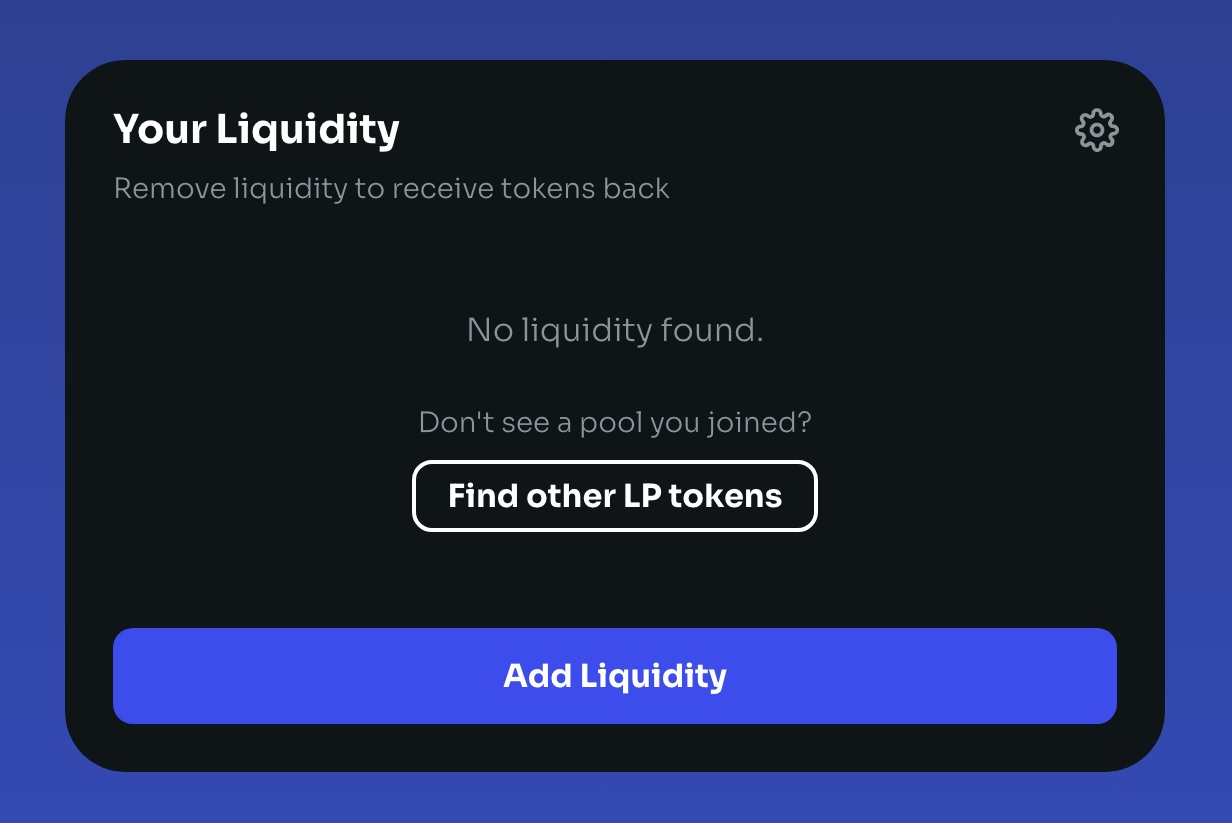 Your Liquidity
Remove liquidity to receive tokens back
No liquidity found.
Don't see a pool you joined?
Find other LP tokens
Add Liquidity